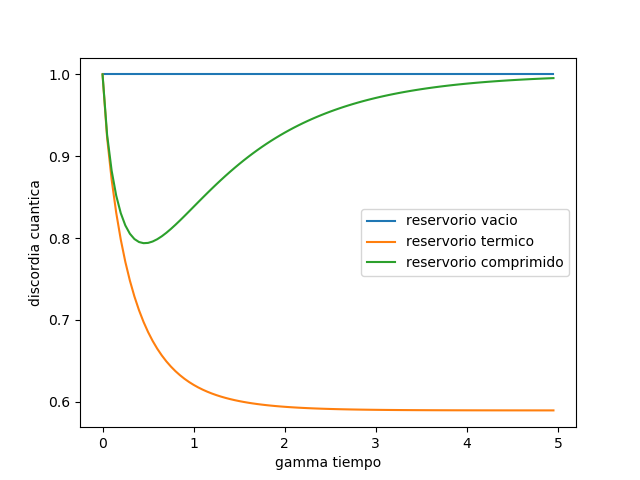 1.0
0.9
0.8
0.7
0.6
discordia cuantica
reservorio vacio
reservorio termico
reservorio comprimido
0 1 2 3 4 5
gamma tiempo